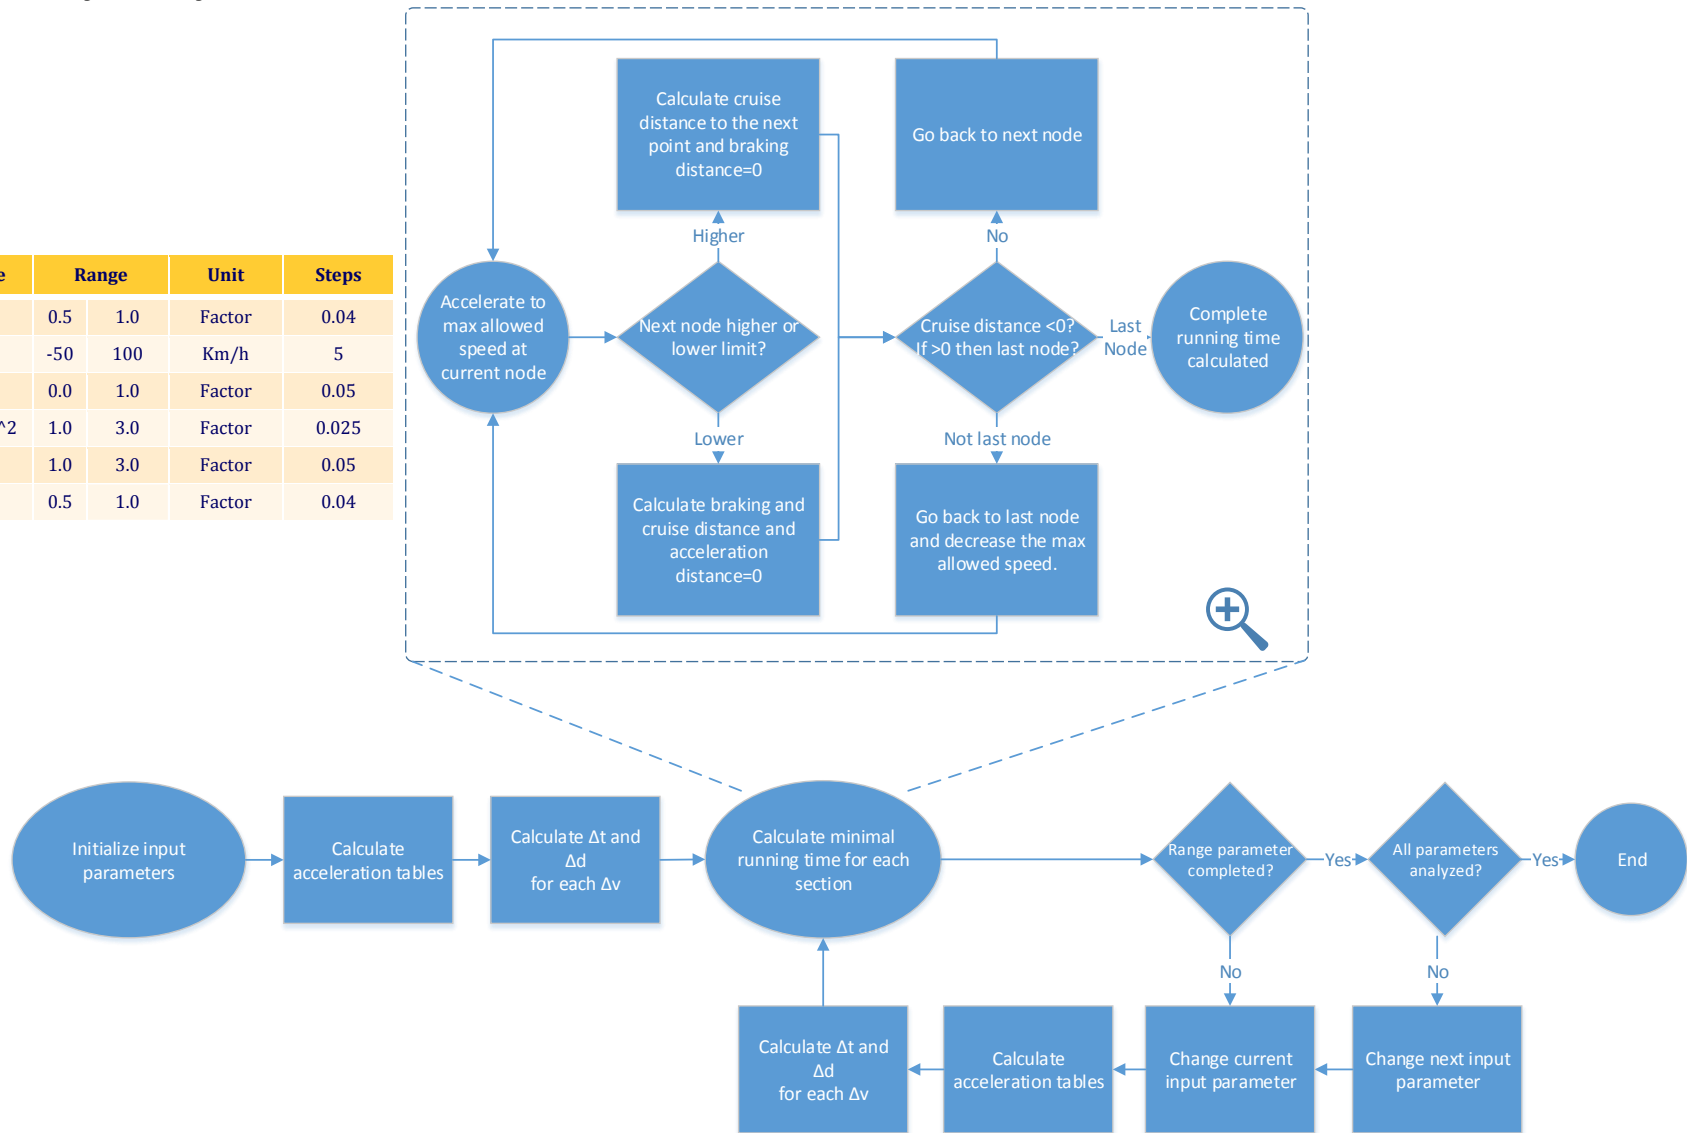 Calculate cruise
distance to the next
point and braking
distance=0
Go back to next node
Higher
No
Accelerate to
max allowed
speed at
current node
Next node higher or
lower limit?
Cruise distance <0?
If >0 then last node?
Last
Node
Complete
running time
calculated
Lower
Not last node
Calculate braking and
cruise distance and
acceleration
distance=0
Go back to last node
and decrease the max
allowed speed.
e Range Unit Steps
0.5 1.0 Factor 0.04
-50 100 Km/h 5
0.0 1.0 Factor 0.05
^2 1.0 3.0 Factor 0.025
1.0 3.0 Factor 0.05
0.5 1.0 Factor 0.04
Initialize input
parameters
Calculate
acceleration tables
Calculate Δt and
Δd
for each Δv
Calculate minimal
running time for each
section
Range parameter
completed?
Yes
All parameters
analyzed?
Yes
End
No
No
Calculate Δt and
Δd
for each Δv
Calculate
acceleration tables
Change current
input parameter
Change next input
parameter